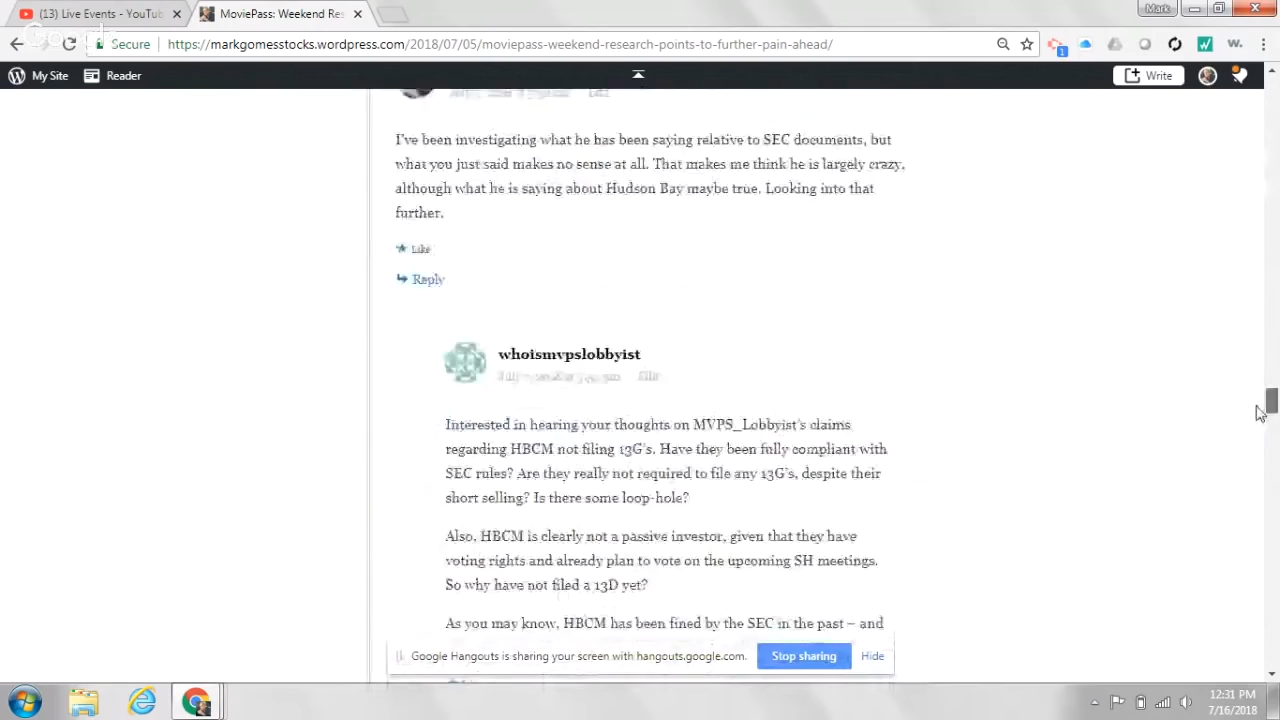 (13) Live Events - YouTub
MoviePass: Weekend Res
Mark
Secure
https://markgomesstocks.wordpress.com/2018/07/05/moviepass-weekend-research-points-to-further-pain-ahead/
1
W.
My Site
Reader
Write
I've been investigating what he has been saying relative to SEC documents, but
what you just said makes no sense at all. That makes me think he is largely crazy,
although what he is saying about Hudson Bay maybe true. Looking into that
further.
Like
Reply
whoismvpslobbyist
Interested in hearing your thoughts on MVPS_Lobbyist's claims
regarding HBCM not filing 13G's. Have they been fully compliant with
SEC rules? Are they really not required to file any 13G's, despite their
short selling? Is there some loop-hole?
Also, HBCM is clearly not a passive investor, given that they have
voting rights and already plan to vote on the upcoming SH meetings.
So why have not filed a 13D yet?
As you may know, HBCM has been fined by the SEC in the past – and
Google Hangouts is sharing your screen with hangouts.google.com.
Stop sharing
Hide
12:31 PM
7/16/2018